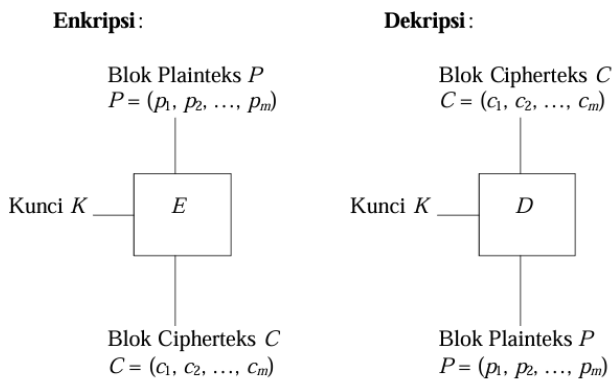 Enkripsi:
Blok Plainteks P
P = (p₁, p₂, …, pₘ)
Kunci K
E
Blok Cipherteks C
C = (c₁, c₂, …, cₘ)
Dekripsi:
Blok Cipherteks C
C = (c₁, c₂, …, cₘ)
Kunci K
D
Blok Plainteks P
P = (p₁, p₂, …, pₘ)